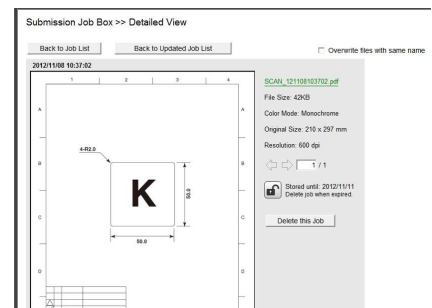 Submission Job Box >> Detailed View
Back to Job List
Back to Updated Job List
Overwrite files with same name
2012/11/08 10:37:02
1 2 3 4
A A
B B
C C
D D
4-R2.0
K
50.0
50.0
SCAN_121108103702.pdf
File Size: 42KB
Color Mode: Monochrome
Original Size: 210 x 297 mm
Resolution: 600 dpi
1 / 1
Stored until: 2012/11/11
Delete job when expired.
Delete this Job